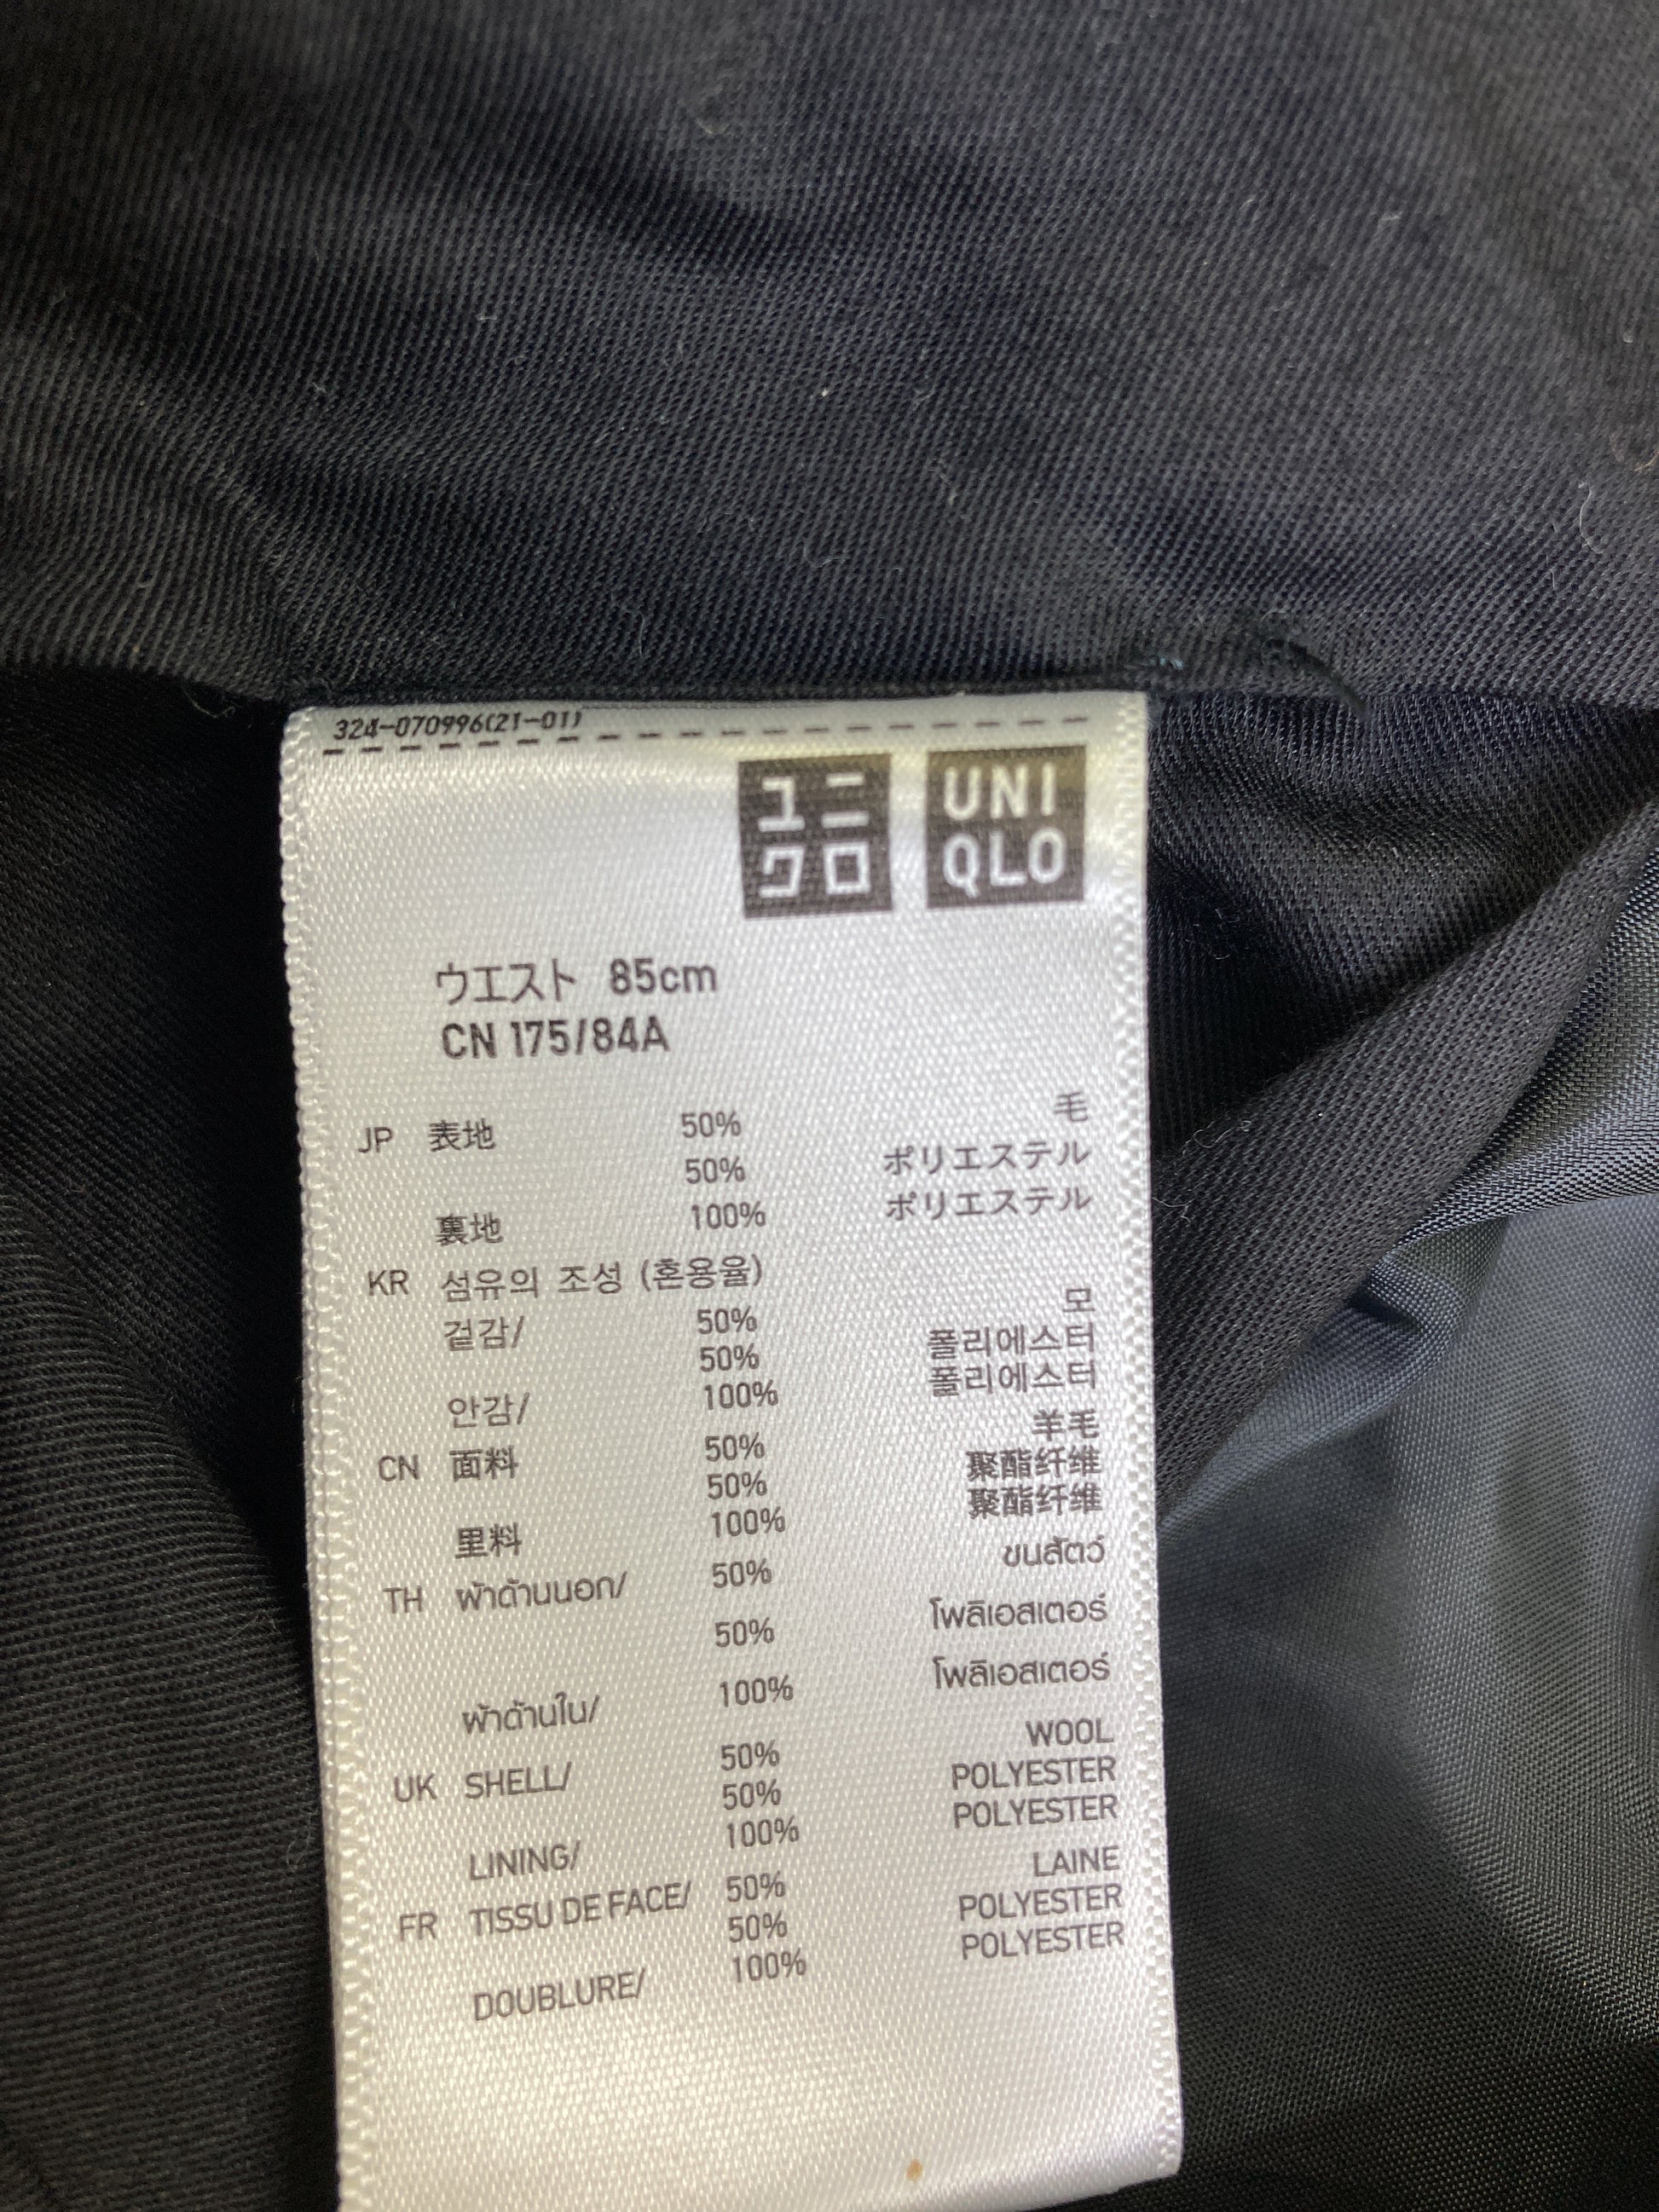 324-070996(21-01)
ユニ
クロ
UNI
QLO
ウエスト 85cm
CN 175/84A
JP 表地 50% 毛
50% ポリエステル
裏地 100% ポリエステル
KR 섬유의 조성 (혼용율)
겉감/ 50% 모
50% 폴리에스터
안감/ 100% 폴리에스터
CN 面料 50% 羊毛
50% 聚酯纤维
里料 100% 聚酯纤维
TH ผ้าด้านนอก/ 50% ขนสัตว์
50% โพลิเอสเตอร์
ผ้าด้านใน/ 100% โพลิเอสเตอร์
UK SHELL/ 50% WOOL
50% POLYESTER
LINING/ 100% POLYESTER
FR TISSU DE FACE/ 50% LAINE
50% POLYESTER
DOUBLURE/ 100% POLYESTER